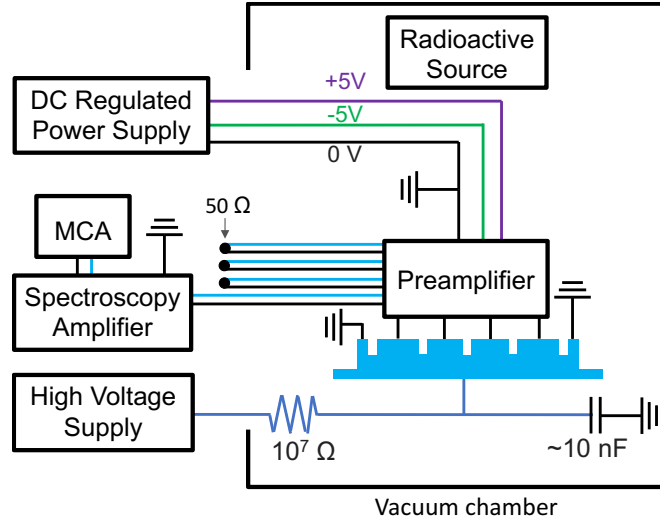 Radioactive
Source
DC Regulated
Power Supply
+5V
-5V
0 V
50 Ω
MCA
Preamplifier
Spectroscopy
Amplifier
High Voltage
Supply
10⁷ Ω
~10 nF
Vacuum chamber